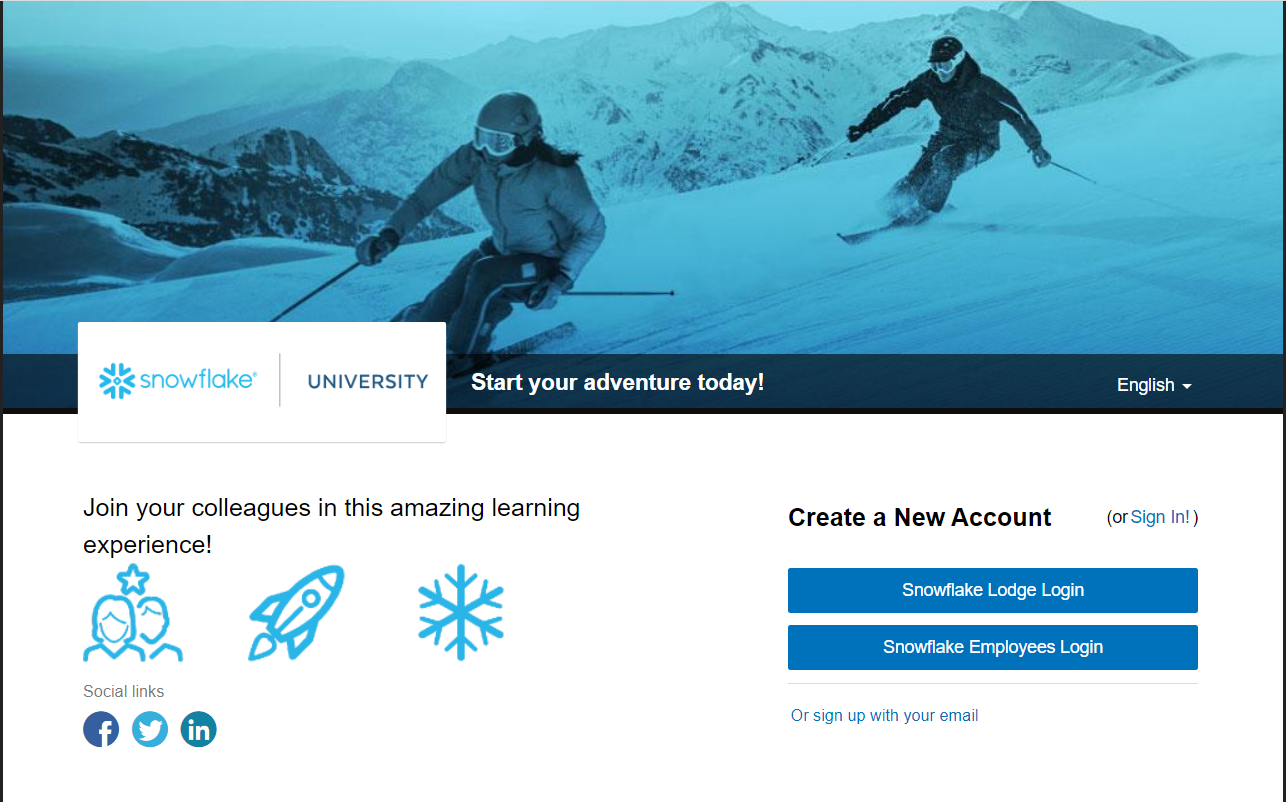 snowflake®
UNIVERSITY
Start your adventure today!
English
Join your colleagues in this amazing learning
experience!
Create a New Account
(or Sign In! )
Snowflake Lodge Login
Snowflake Employees Login
Social links
f
in
Or sign up with your email